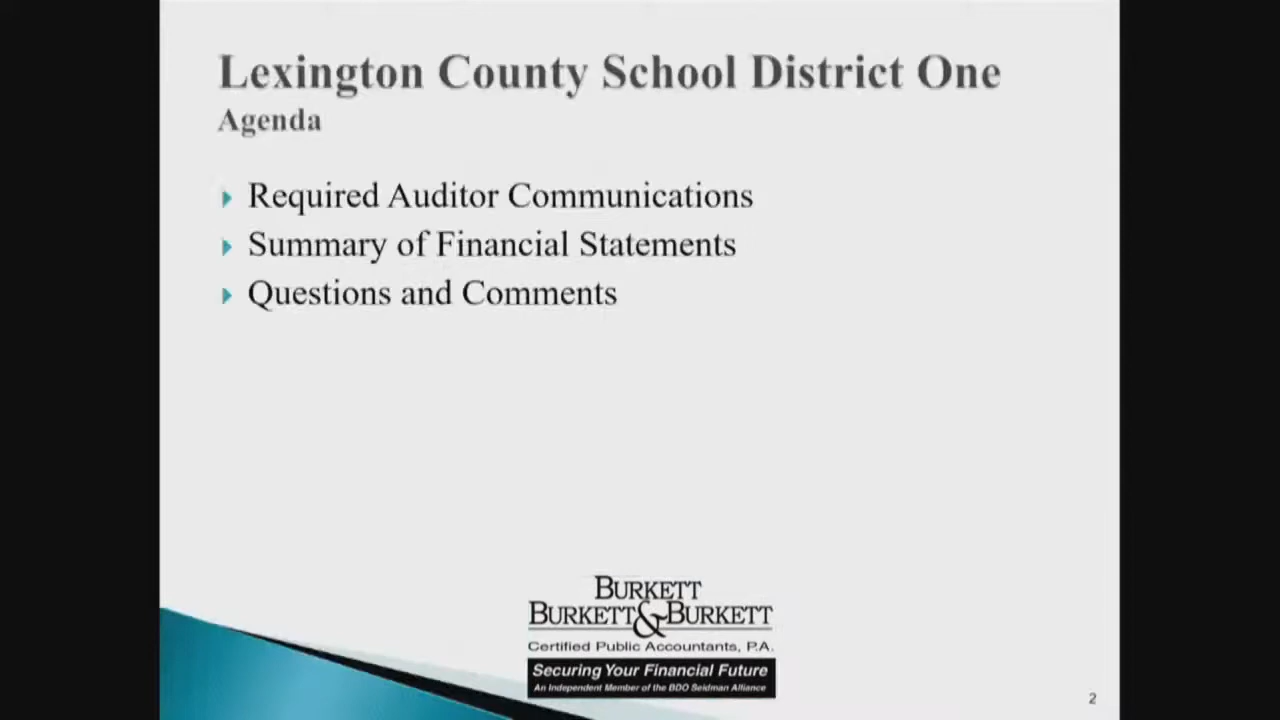 Lexington County School District One
Agenda
Required Auditor Communications
Summary of Financial Statements
Questions and Comments
BURKETT
BURKETT & BURKETT
Certified Public Accountants, P.A.
Securing Your Financial Future
An Independent Member of the BDO Seidman Alliance
2